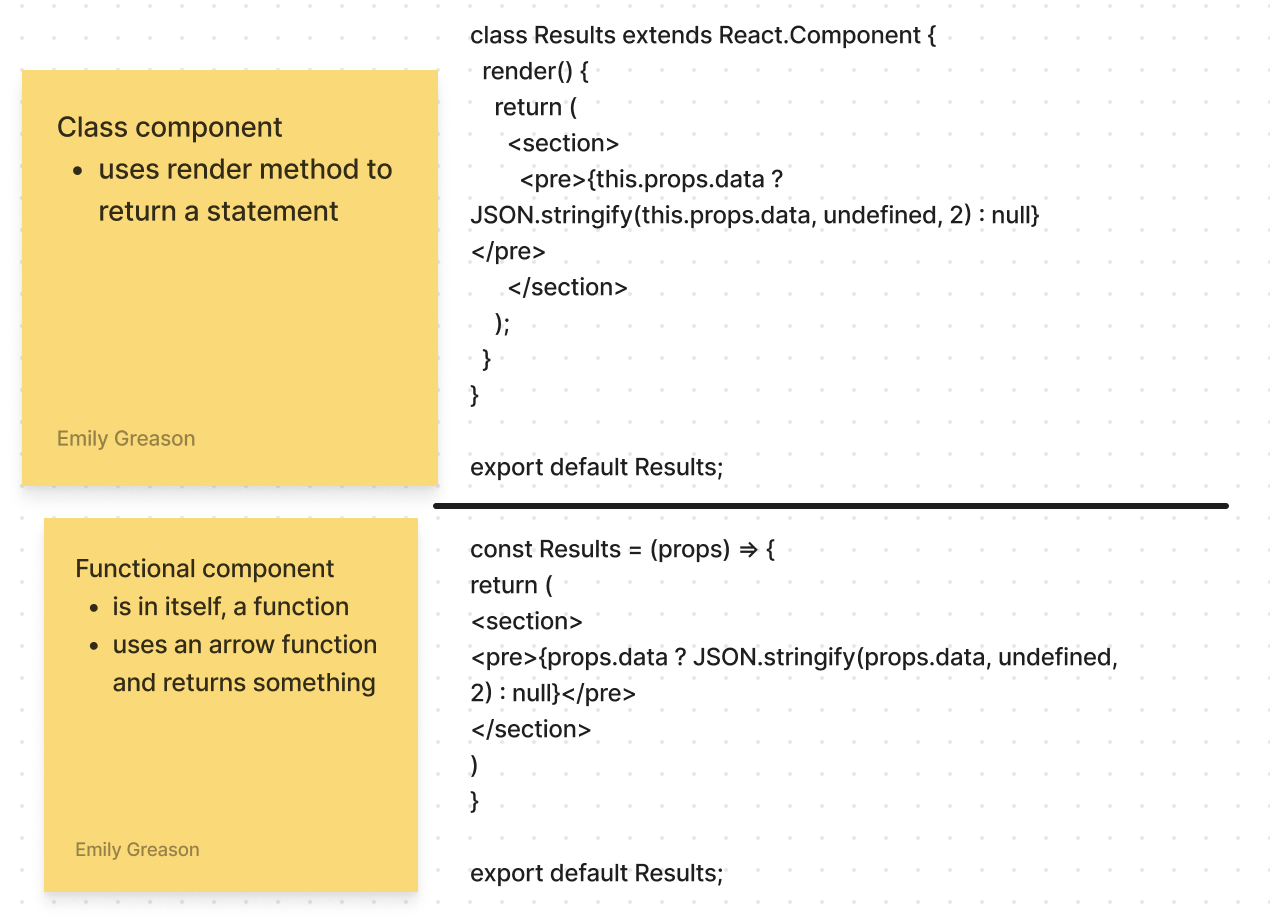 Class component
• uses render method to
return a statement
Emily Greason
class Results extends React.Component {
  render() {
    return (
      <section>
        <pre>{this.props.data ?
JSON.stringify(this.props.data, undefined, 2) : null}
</pre>
      </section>
    );
  }
}

export default Results;
Functional component
• is in itself, a function
• uses an arrow function
and returns something
Emily Greason
const Results = (props) => {
return (
<section>
<pre>{props.data ? JSON.stringify(props.data, undefined,
2) : null}</pre>
</section>
)
}

export default Results;